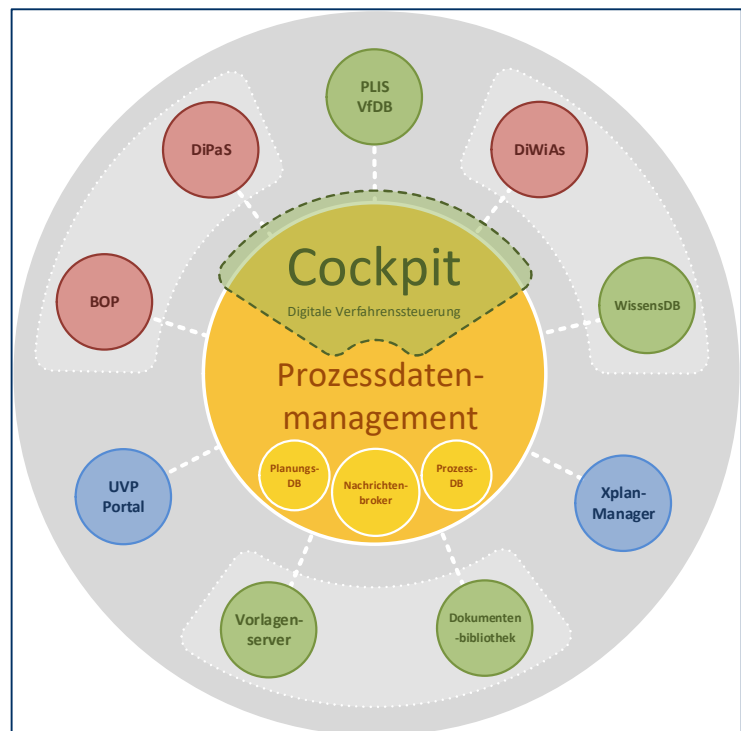 PLIS
VfDB
DiPaS
DiWiAs
Cockpit
Digitale Verfahrenssteuerung
BOP
WissensDB
Prozessdaten-
management
Planungs-
DB
Nachrichten-
broker
Prozess-
DB
UVP
Portal
Xplan-
Manager
Vorlagen-
server
Dokumenten
-bibliothek